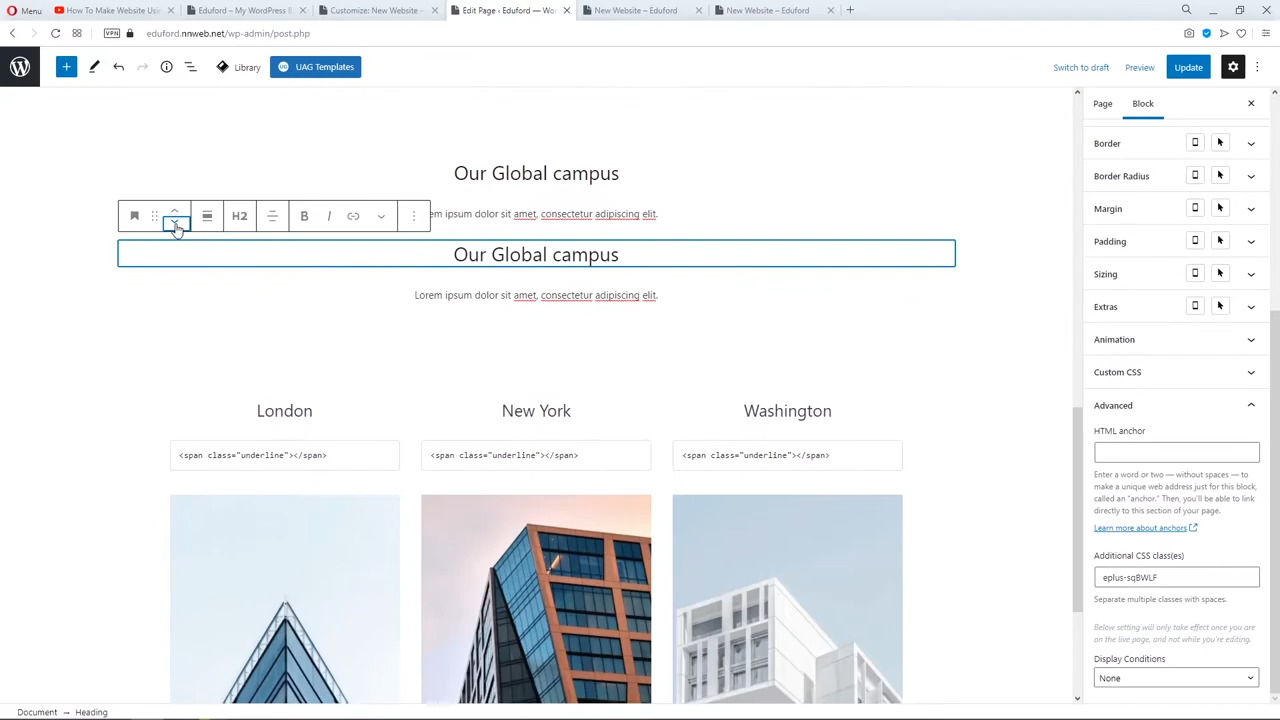 Menu
How To Make Website Using
Eduford – My WordPress B
Customize: New Website –
Edit Page ‹ Eduford — Wo
New Website – Eduford
New Website – Eduford
VPN
eduford.nnweb.net/wp-admin/post.php
Library
UG
UAG Templates
Switch to draft
Preview
Update
Page
Block
Our Global campus
H2
B
I
em ipsum dolor sit amet, consectetur adipiscing elit.
Our Global campus
Lorem ipsum dolor sit amet, consectetur adipiscing elit.
London
New York
Washington
<span class="underline"></span>
<span class="underline"></span>
<span class="underline"></span>
Border
Border Radius
Margin
Padding
Sizing
Extras
Animation
Custom CSS
Advanced
HTML anchor
Enter a word or two — without spaces — to
make a unique web address just for this block,
called an “anchor.” Then, you’ll be able to link
directly to this section of your page.
Learn more about anchors
Additional CSS class(es)
eplus-sqBWLF
Separate multiple classes with spaces.
Below setting will only take effect once you are
on the live page, and not while you're editing.
Display Conditions
None
Document → Heading